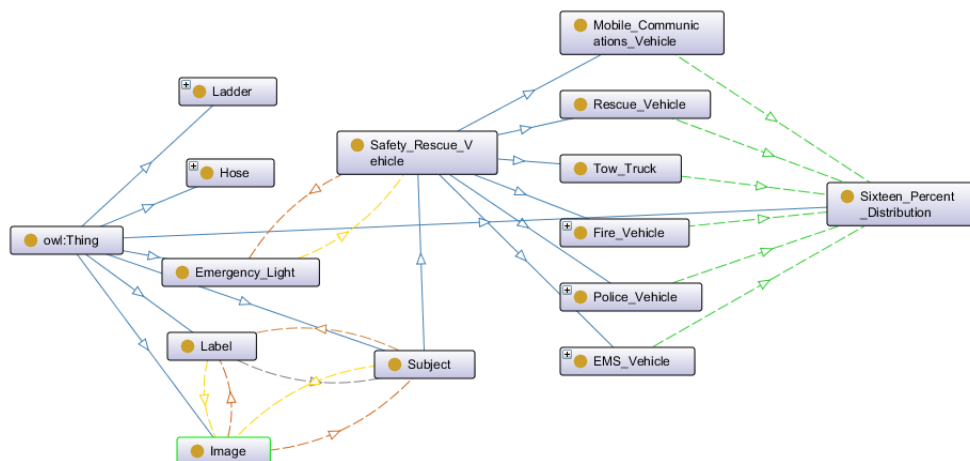 Mobile_Communic
ations_Vehicle
Ladder
Rescue_Vehicle
Safety_Rescue_V
ehicle
Hose
Tow_Truck
Sixteen_Percent
_Distribution
owl:Thing
Fire_Vehicle
Emergency_Light
Police_Vehicle
Label
Subject
EMS_Vehicle
Image